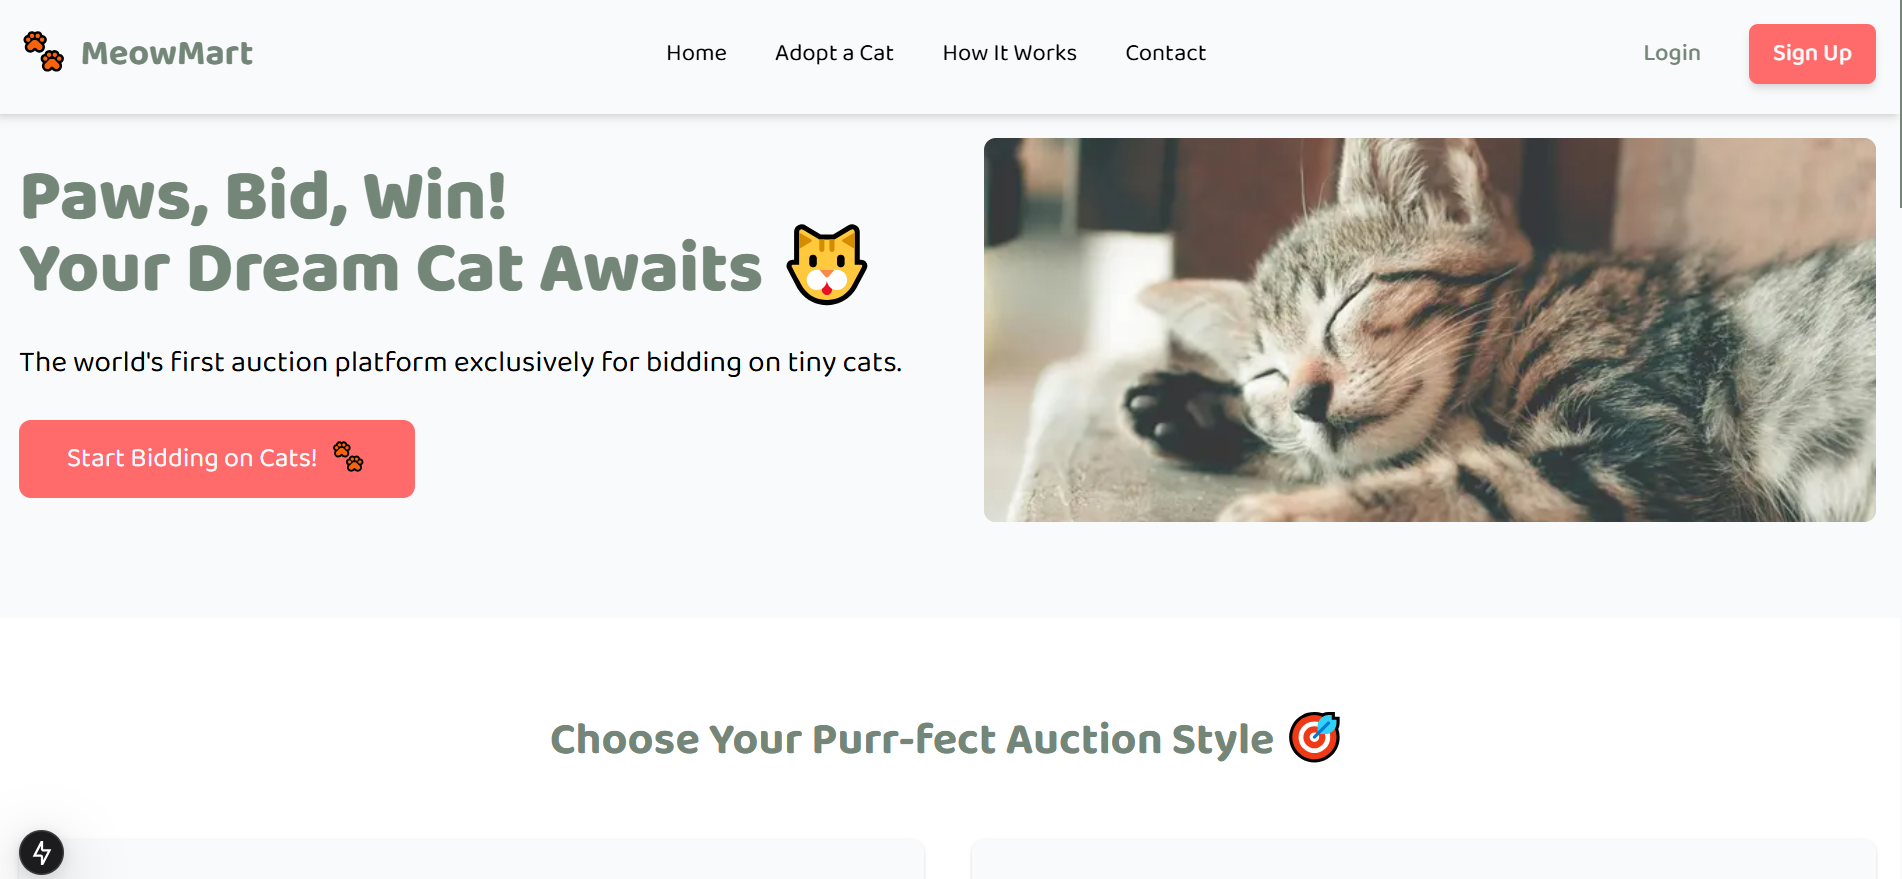 MeowMart
Home
Adopt a Cat
How It Works
Contact
Login
Sign Up
Paws, Bid, Win!
Your Dream Cat Awaits
The world's first auction platform exclusively for bidding on tiny cats.
Start Bidding on Cats!
Choose Your Purr-fect Auction Style